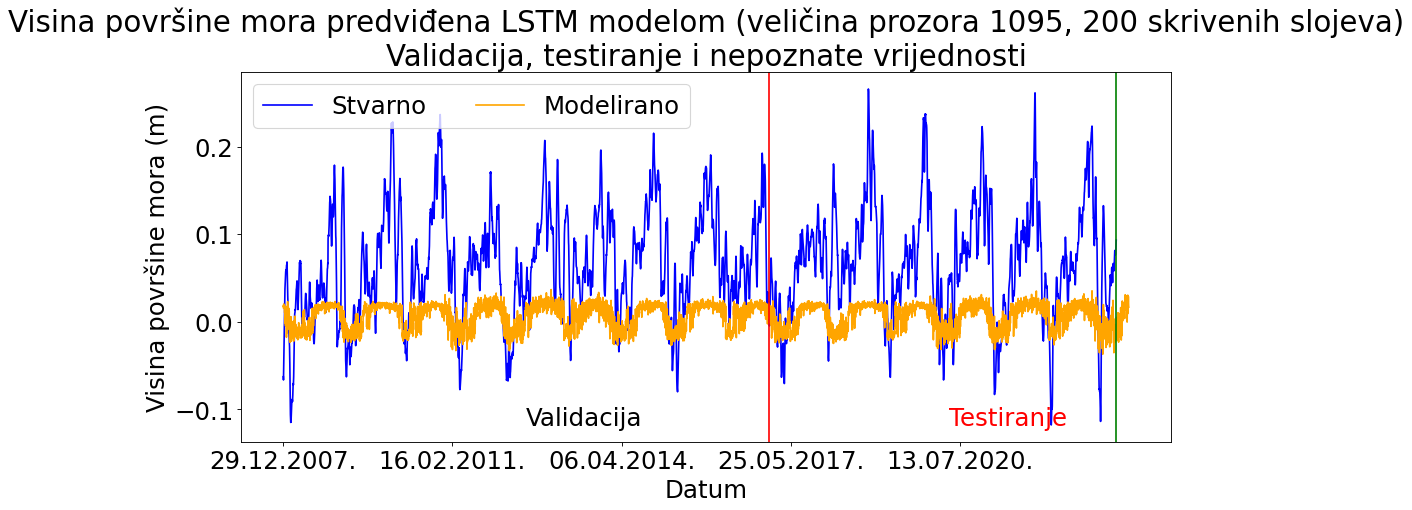 Visina površine mora predviđena LSTM modelom (veličina prozora 1095, 200 skrivenih slojeva)
Validacija, testiranje i nepoznate vrijednosti
Stvarno
Modelirano
Visina površine mora (m)
0.2
0.1
0.0
−0.1
Validacija
Testiranje
29.12.2007.
16.02.2011.
06.04.2014.
25.05.2017.
13.07.2020.
Datum